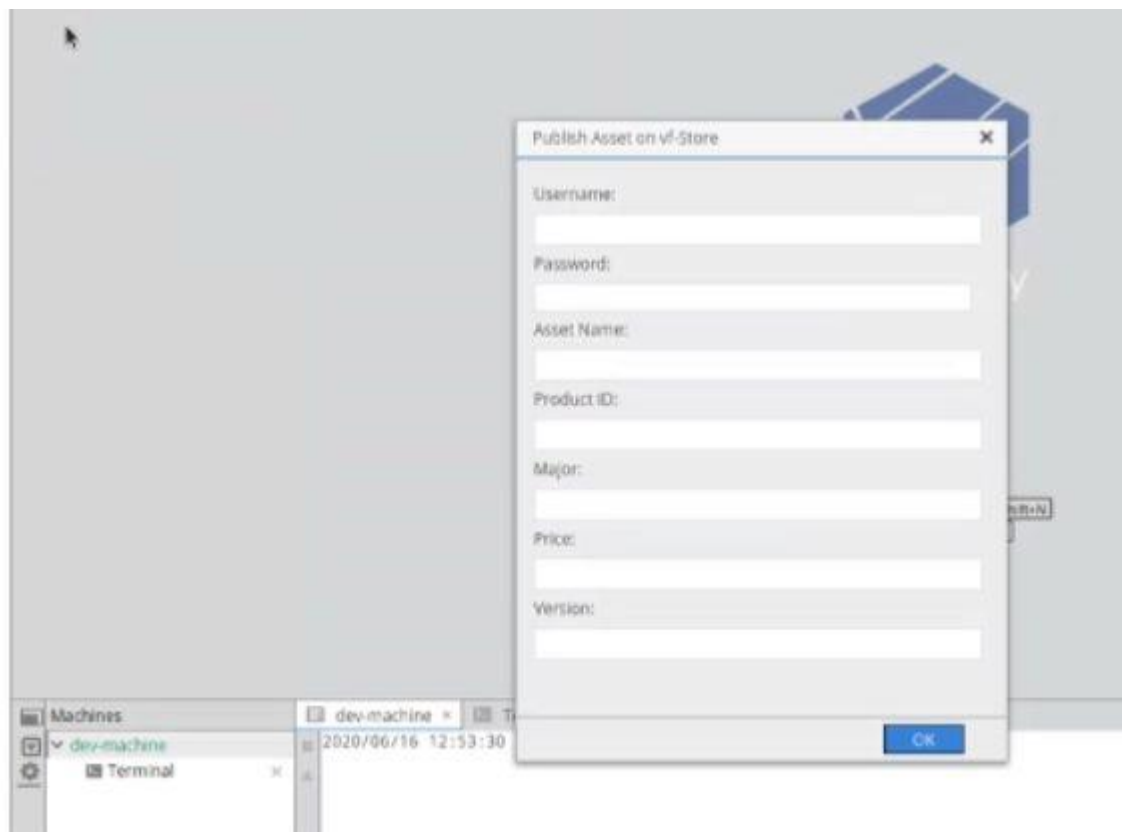 Publish Asset on vf-Store
Username:
Password:
Asset Name:
Product ID:
Major:
Price:
Version:
OK
Machines
dev-machine
Terminal
dev-machine
2020/06/16 12:53:30